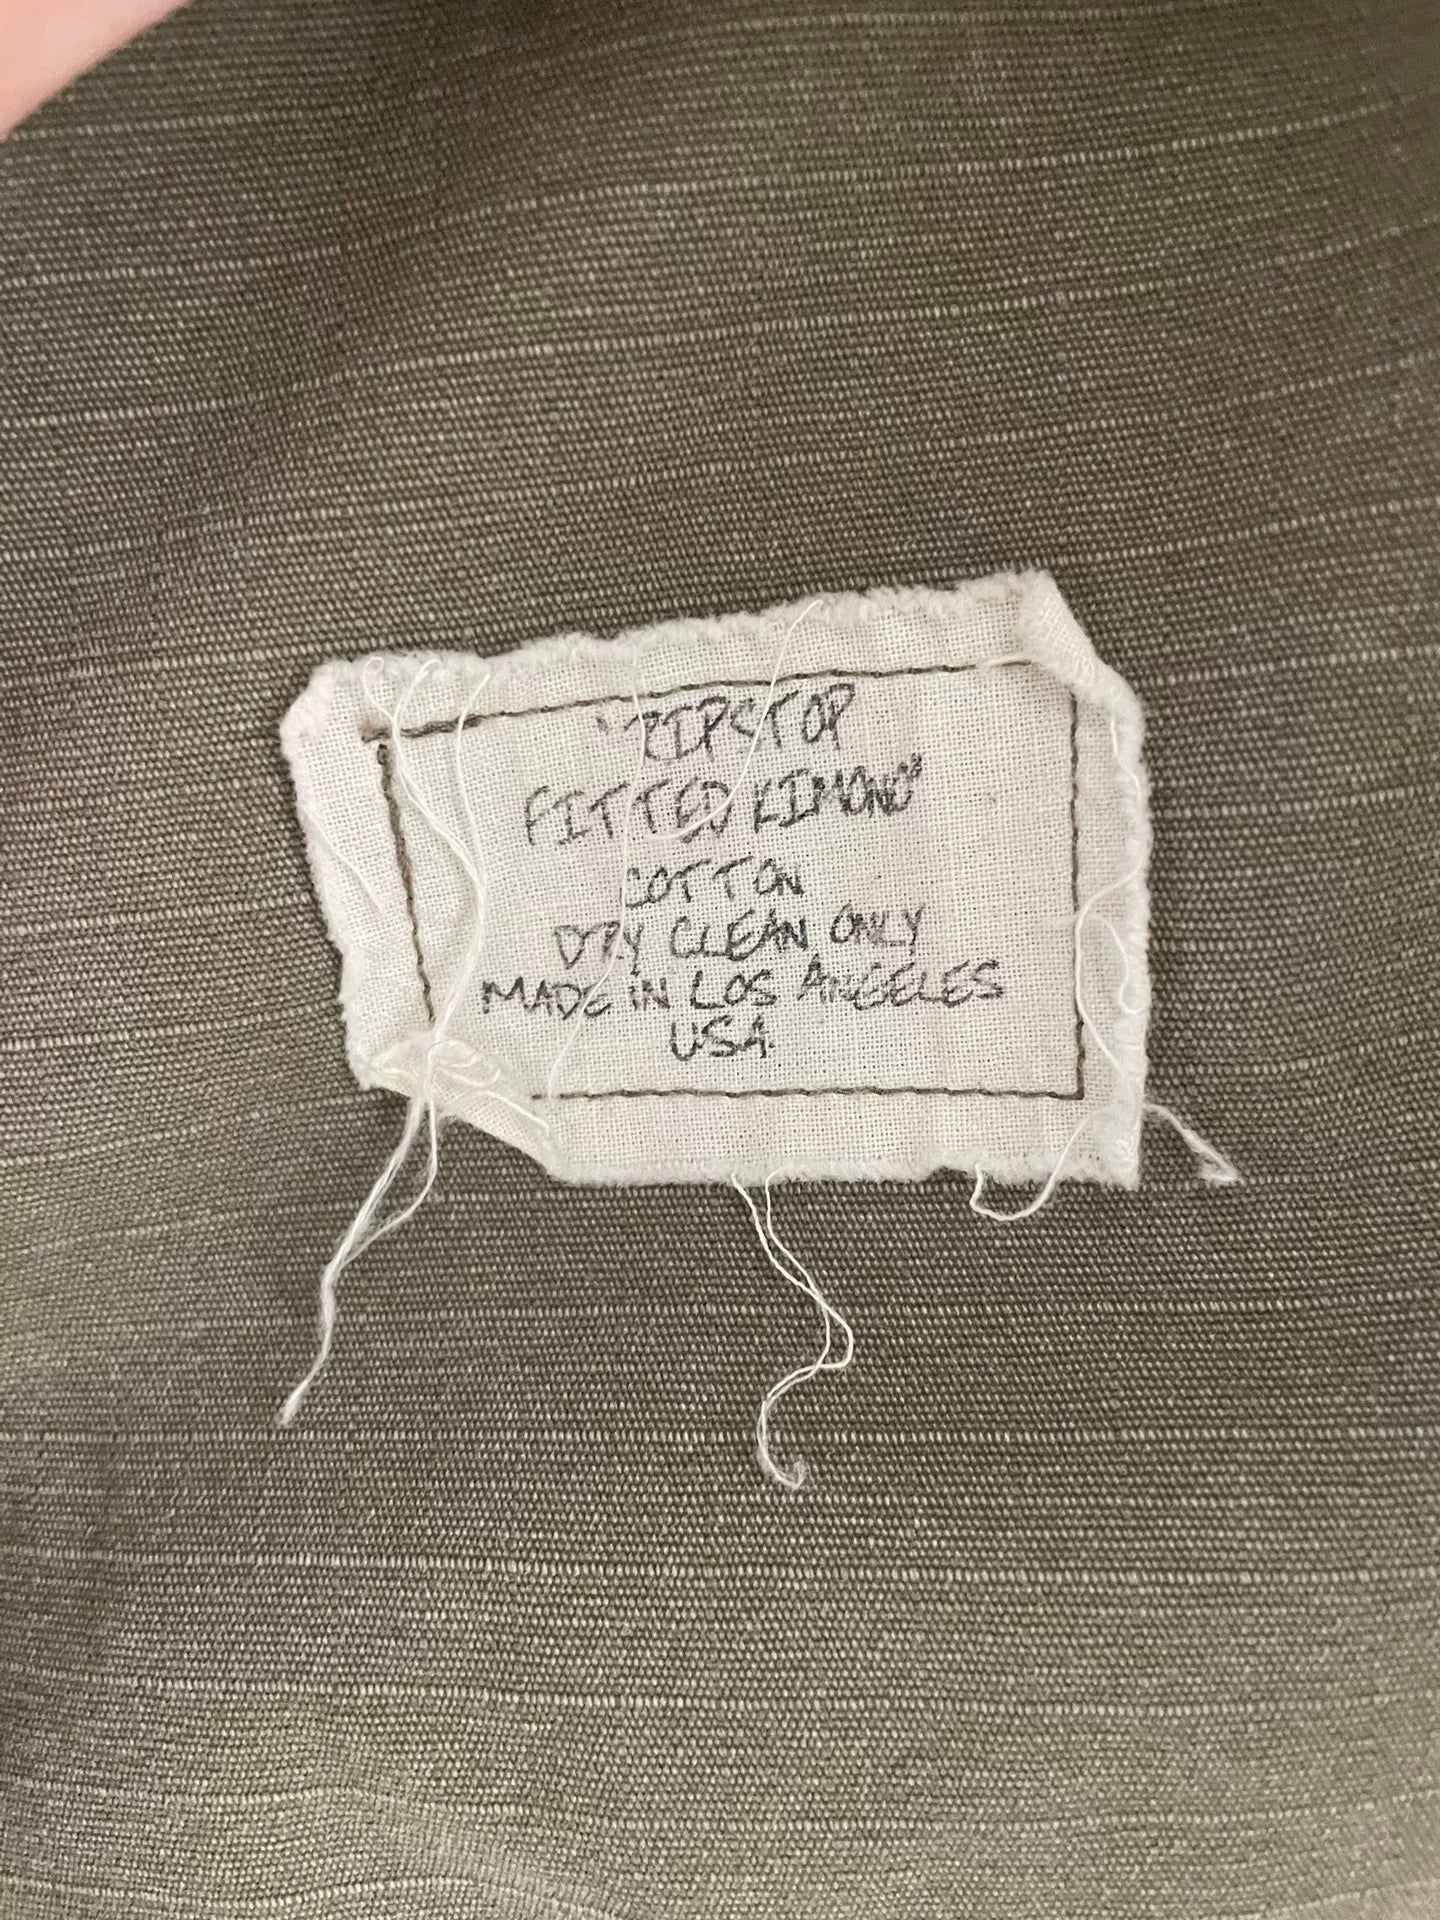 "RIPSTOP
FITTED KIMONO"
COTTON
DRY CLEAN ONLY
MADE IN LOS ANGELES
USA